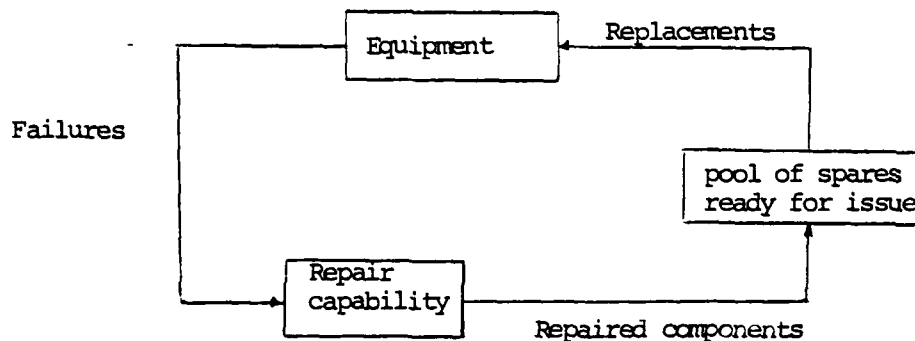 Equipment
Replacements
Failures
pool of spares
ready for issue
Repair
capability
Repaired components